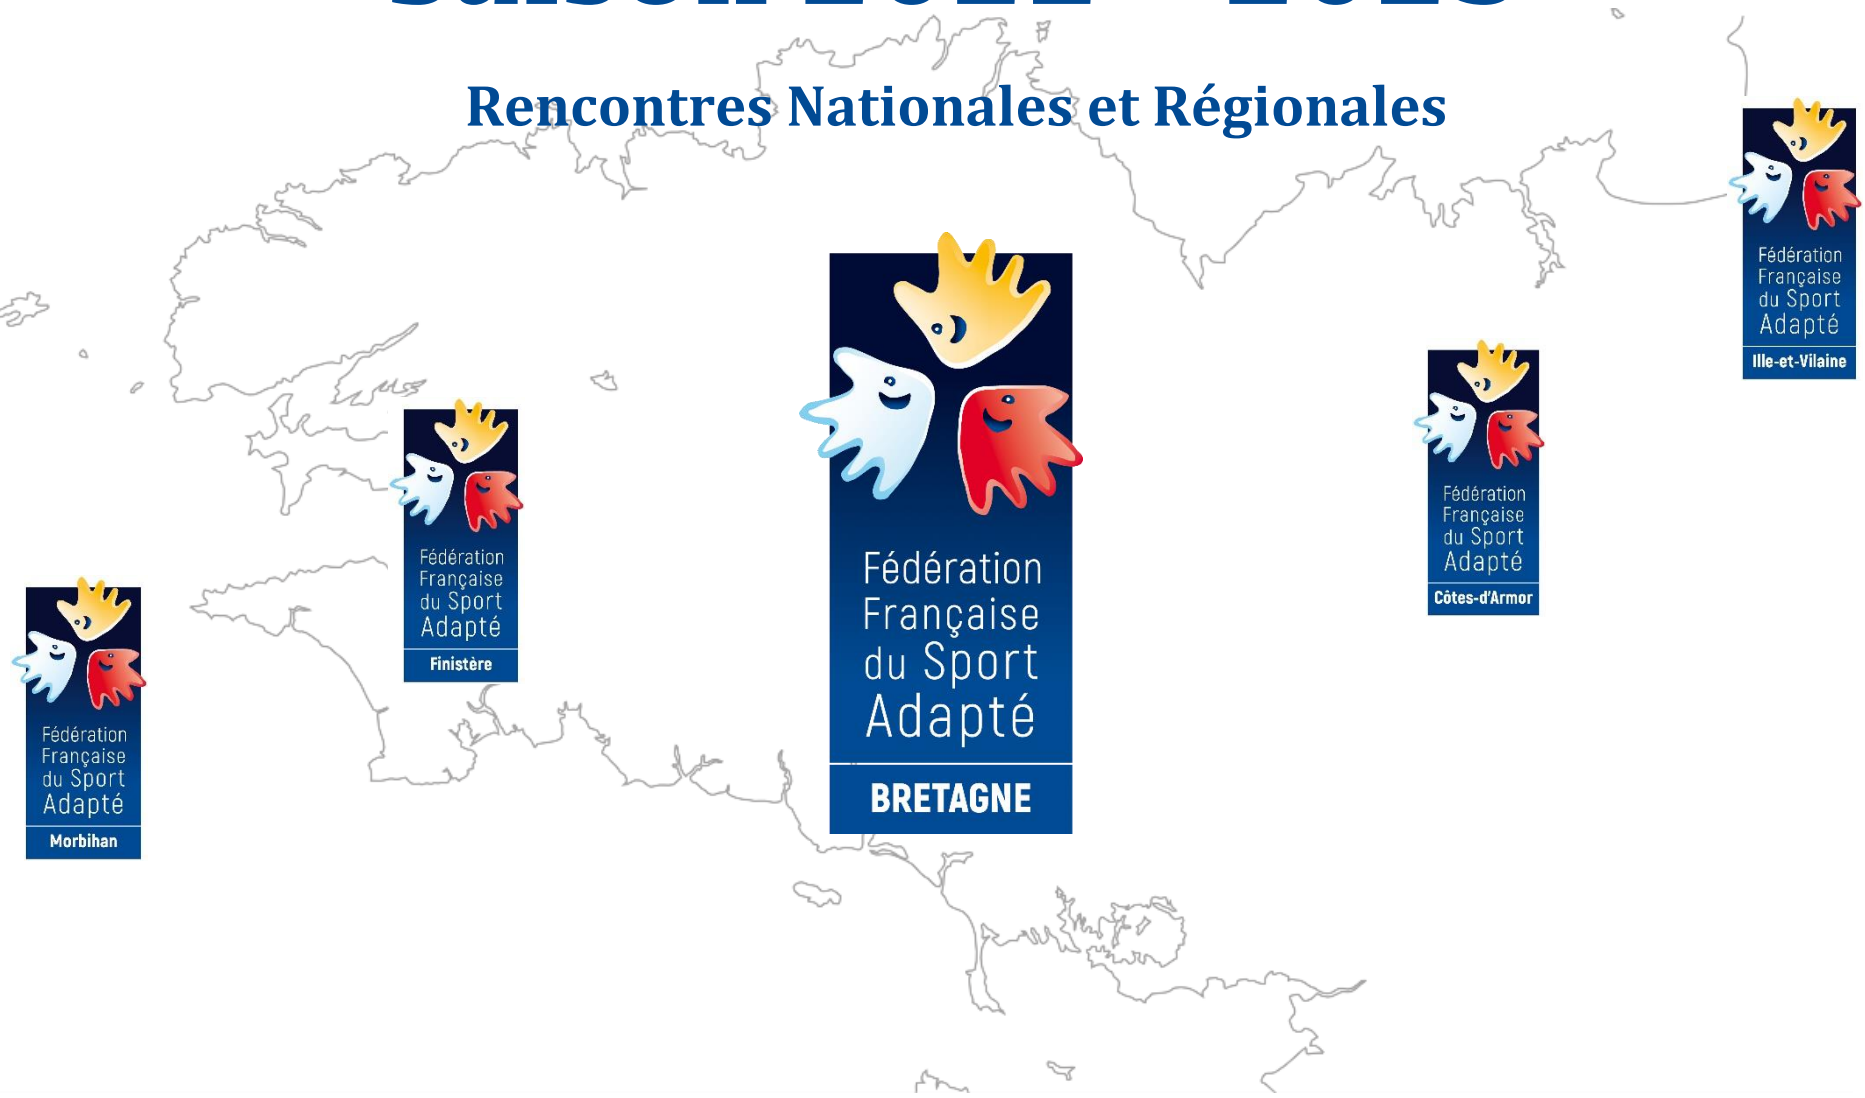 Rencontres Nationales et Régionales
Fédération
Française
du Sport
Adapté
Ille-et-Vilaine
Fédération
Française
du Sport
Adapté
Côtes-d'Armor
Fédération
Française
du Sport
Adapté
BRETAGNE
Fédération
Française
du Sport
Adapté
Finistère
Fédération
Française
du Sport
Adapté
Morbihan